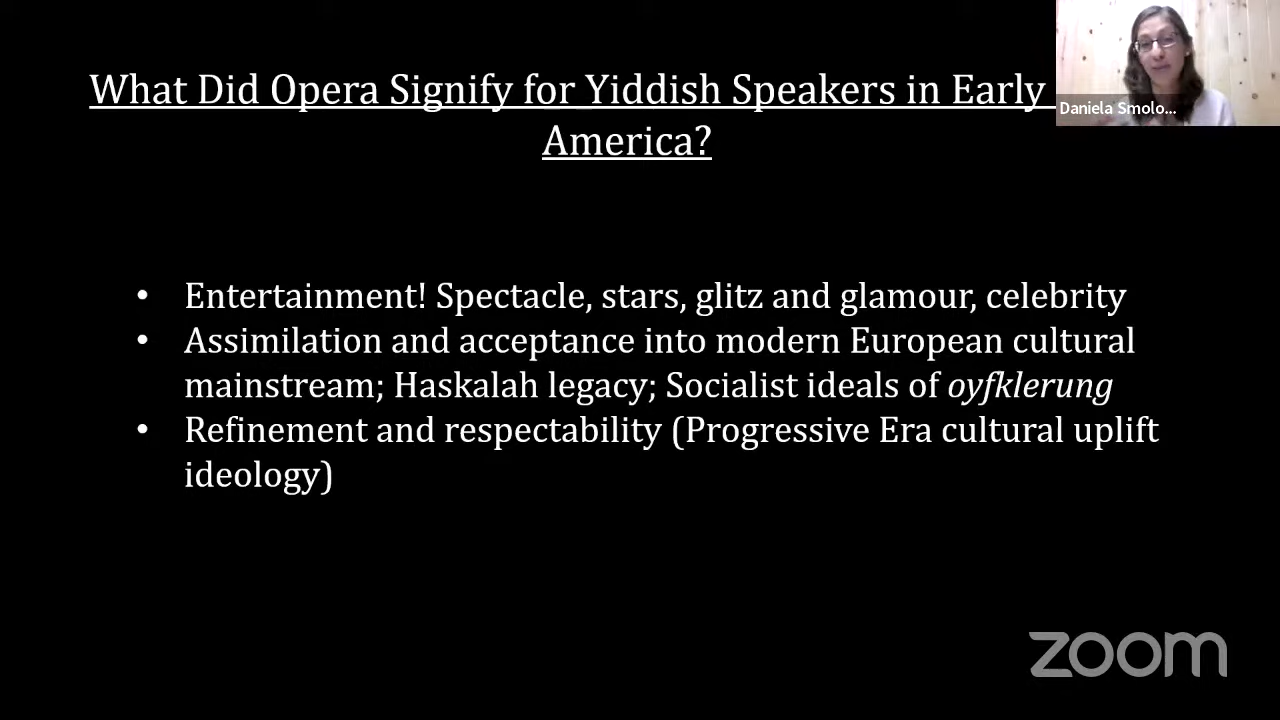 What Did Opera Signify for Yiddish Speakers in Early
America?
Daniela Smolo...
• Entertainment! Spectacle, stars, glitz and glamour, celebrity
• Assimilation and acceptance into modern European cultural
mainstream; Haskalah legacy; Socialist ideals of oyfklerung
• Refinement and respectability (Progressive Era cultural uplift
ideology)
zoom